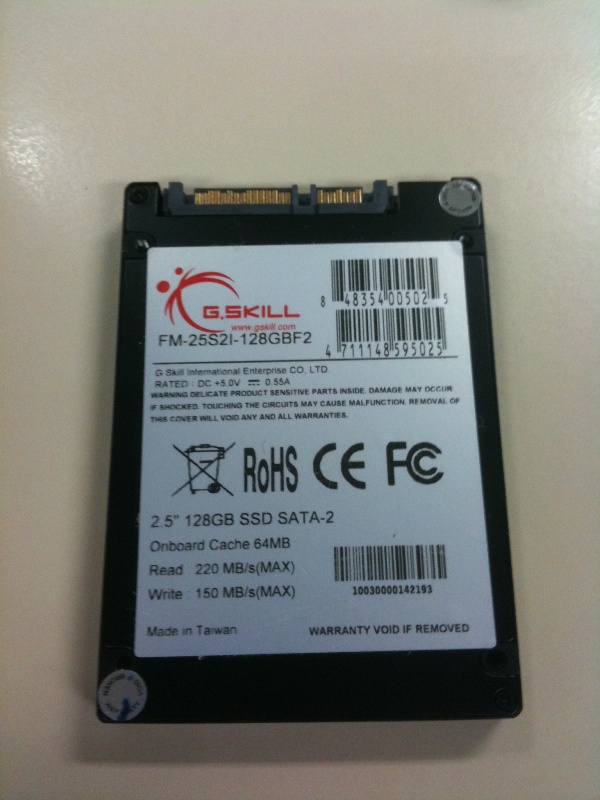 G.SKILL
www.gskill.com
FM-25S2I-128GBF2
8 48354 00502 5
4 711148 595025
G.Skill International Enterprise CO. LTD.
RATED : DC +5.0V ⎓ 0.55A
WARNING DELICATE PRODUCT SENSITIVE PARTS INSIDE. DAMAGE MAY OCCUR
IF SHOCKED. TOUCHING THE CIRCUITS MAY CAUSE MALFUNCTION. REMOVAL OF
THIS COVER WILL VOID ANY AND ALL WARRANTIES.
RoHS CE FC
2.5" 128GB SSD SATA-2
Onboard Cache 64MB
Read : 220 MB/s(MAX)
Write : 150 MB/s(MAX)
10030000142193
Made in Taiwan
WARRANTY VOID IF REMOVED